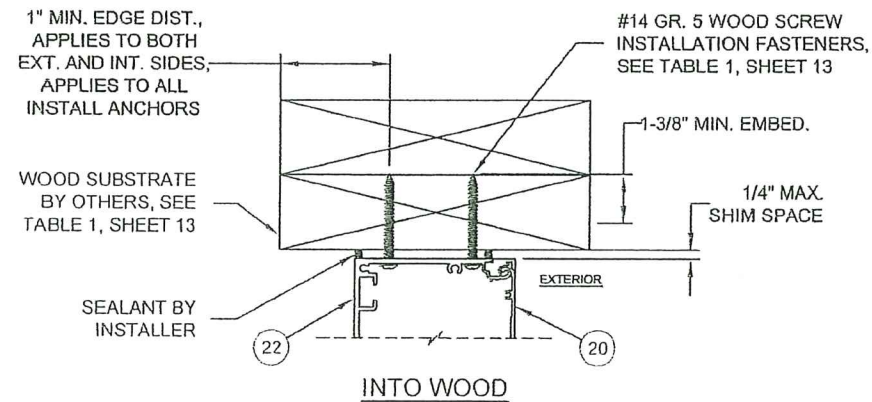 1" MIN. EDGE DIST.,
APPLIES TO BOTH
EXT. AND INT. SIDES,
APPLIES TO ALL
INSTALL ANCHORS
#14 GR. 5 WOOD SCREW
INSTALLATION FASTENERS,
SEE TABLE 1, SHEET 13
1-3/8" MIN. EMBED.
WOOD SUBSTRATE
BY OTHERS, SEE
TABLE 1, SHEET 13
1/4" MAX.
SHIM SPACE
EXTERIOR
SEALANT BY
INSTALLER
22
20
INTO WOOD